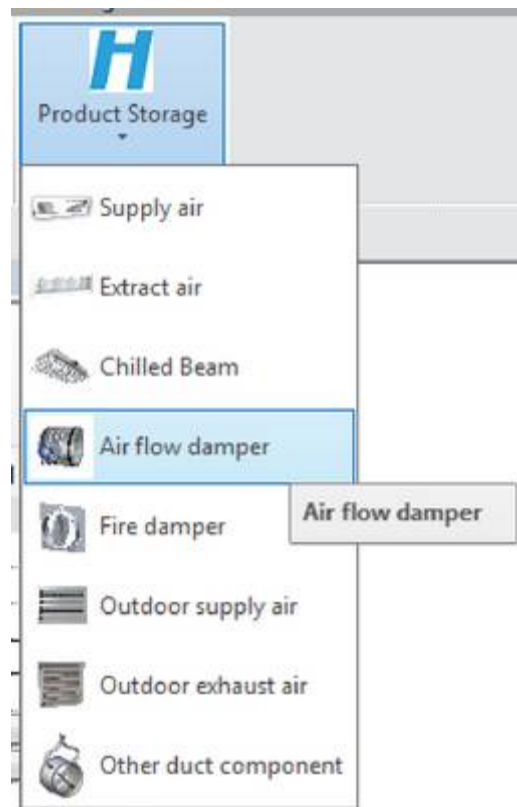 H
Product Storage
Supply air
Extract air
Chilled Beam
Air flow damper
Air flow damper
Fire damper
Outdoor supply air
Outdoor exhaust air
Other duct component